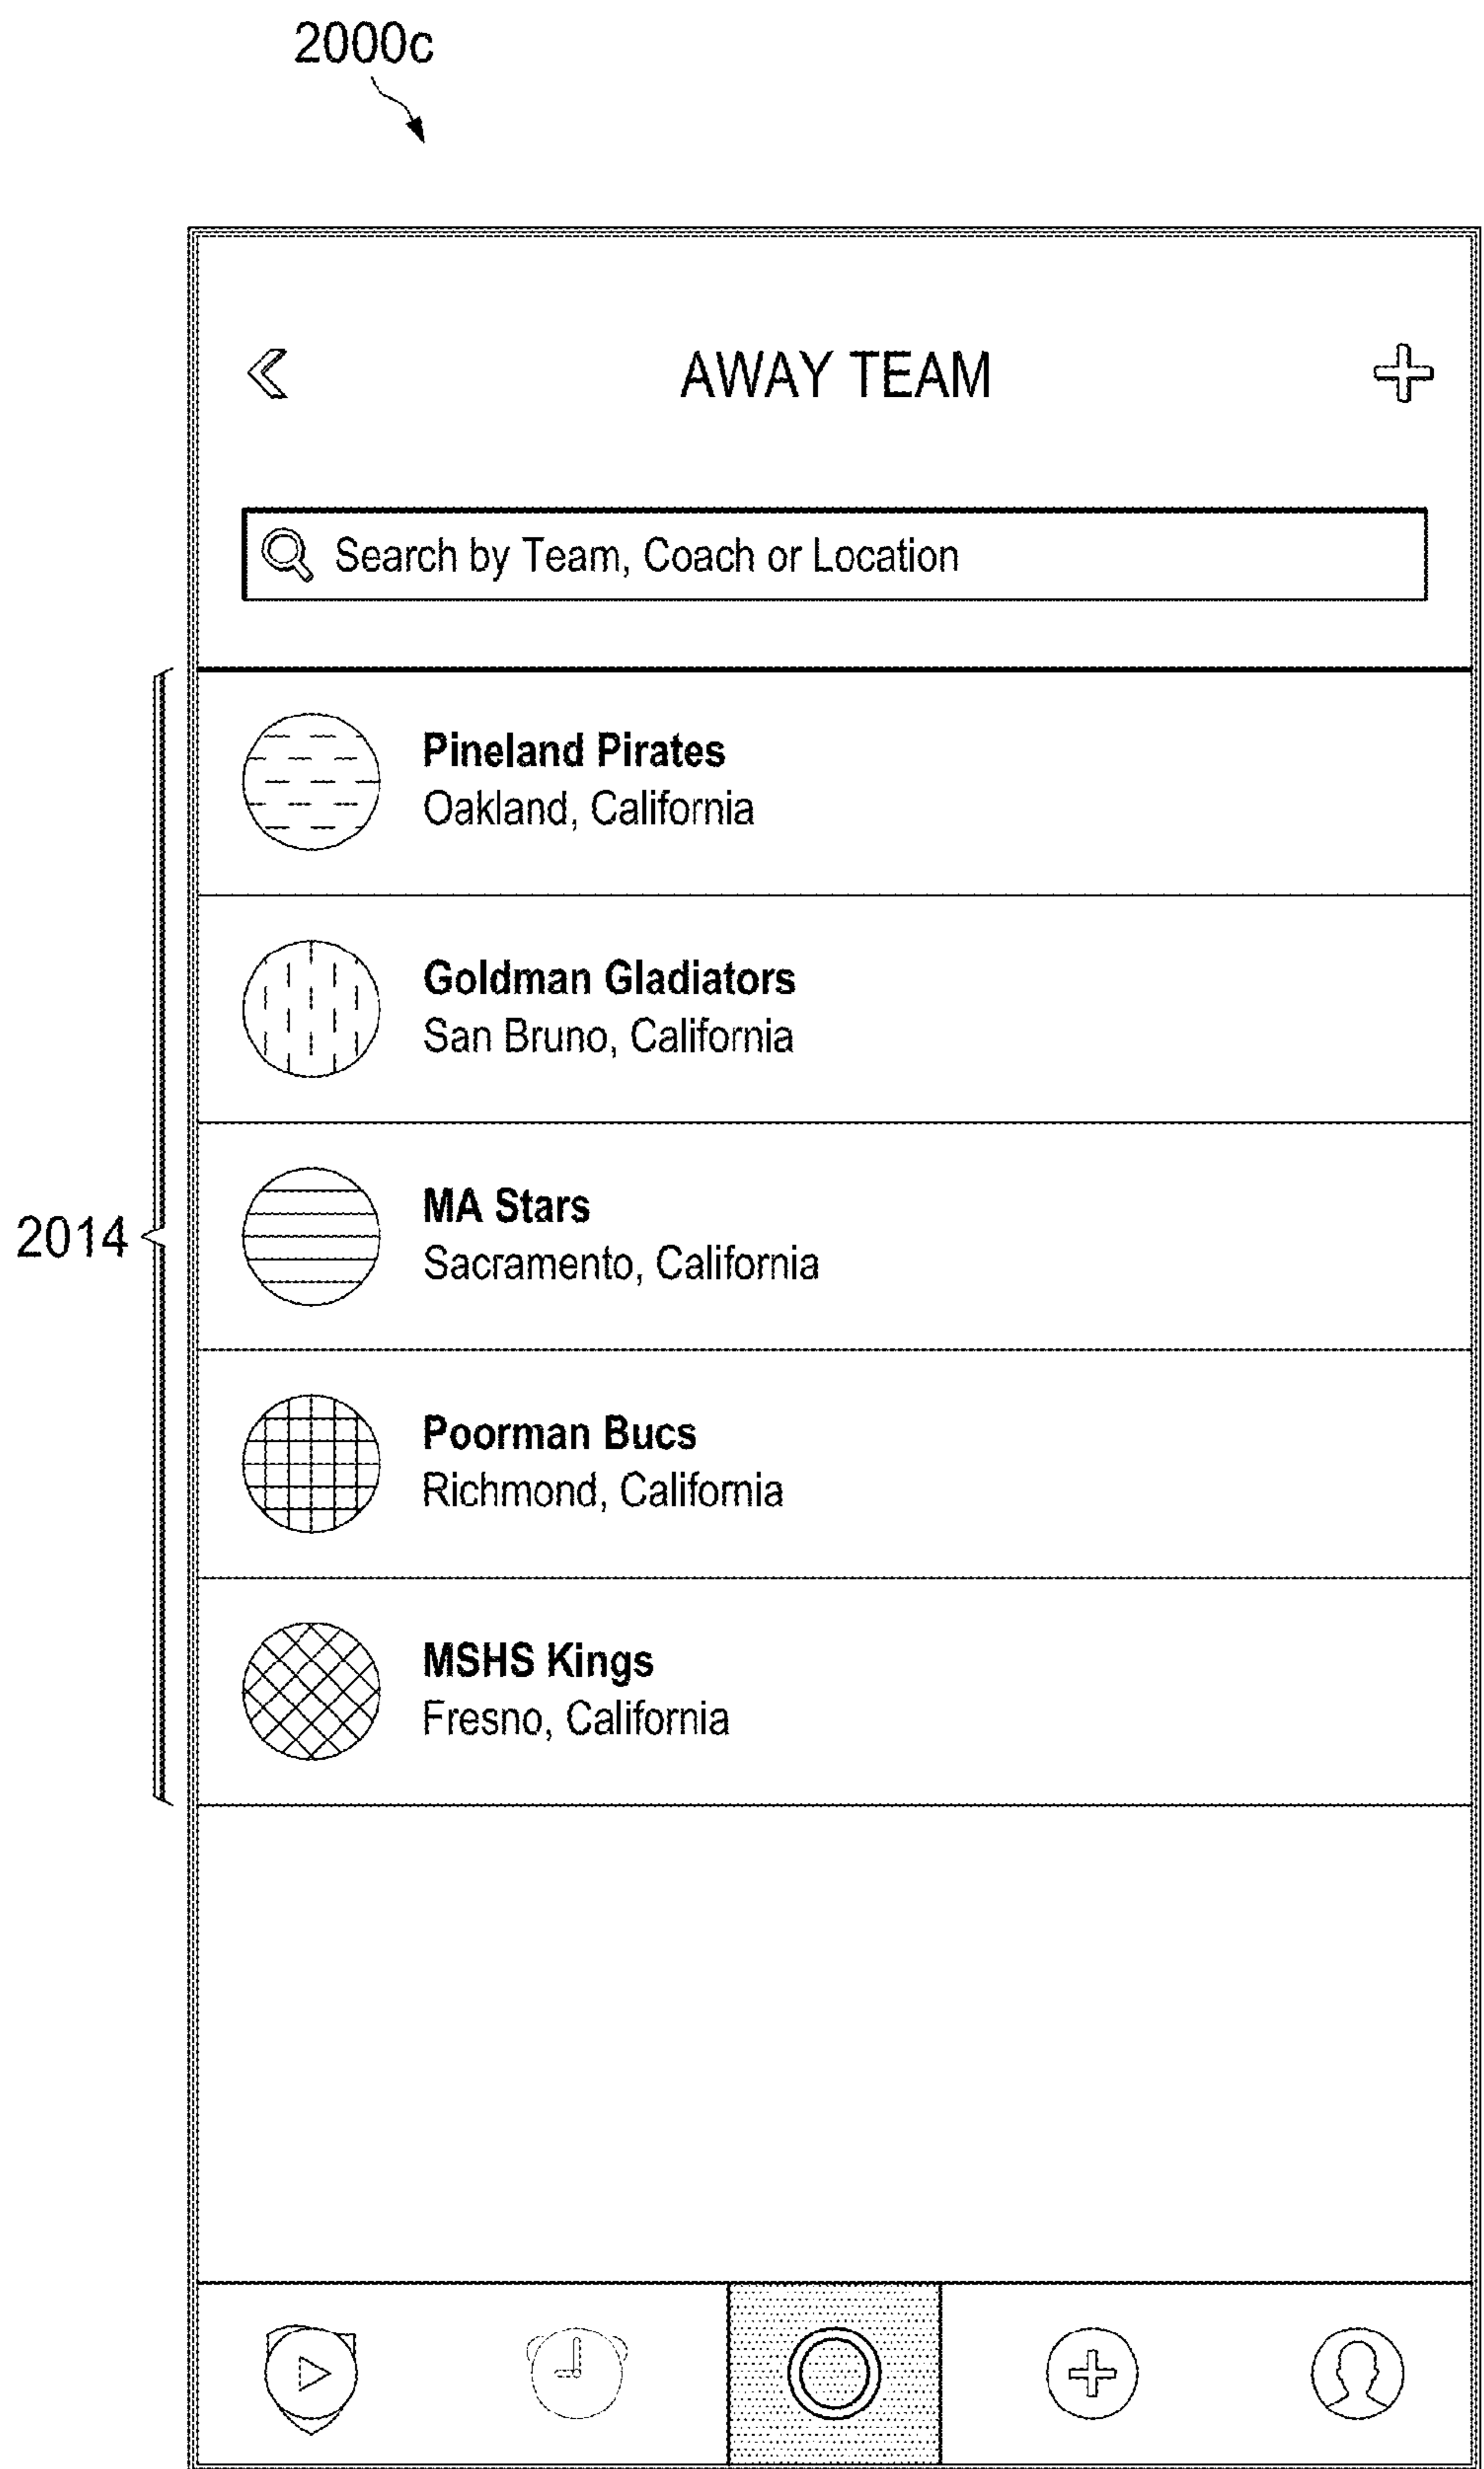 2000c
AWAY TEAM
Search by Team, Coach or Location
Pineland Pirates
Oakland, California
Goldman Gladiators
San Bruno, California
2014
MA Stars
Sacramento, California
Poorman Bucs
Richmond, California
MSHS Kings
Fresno, California